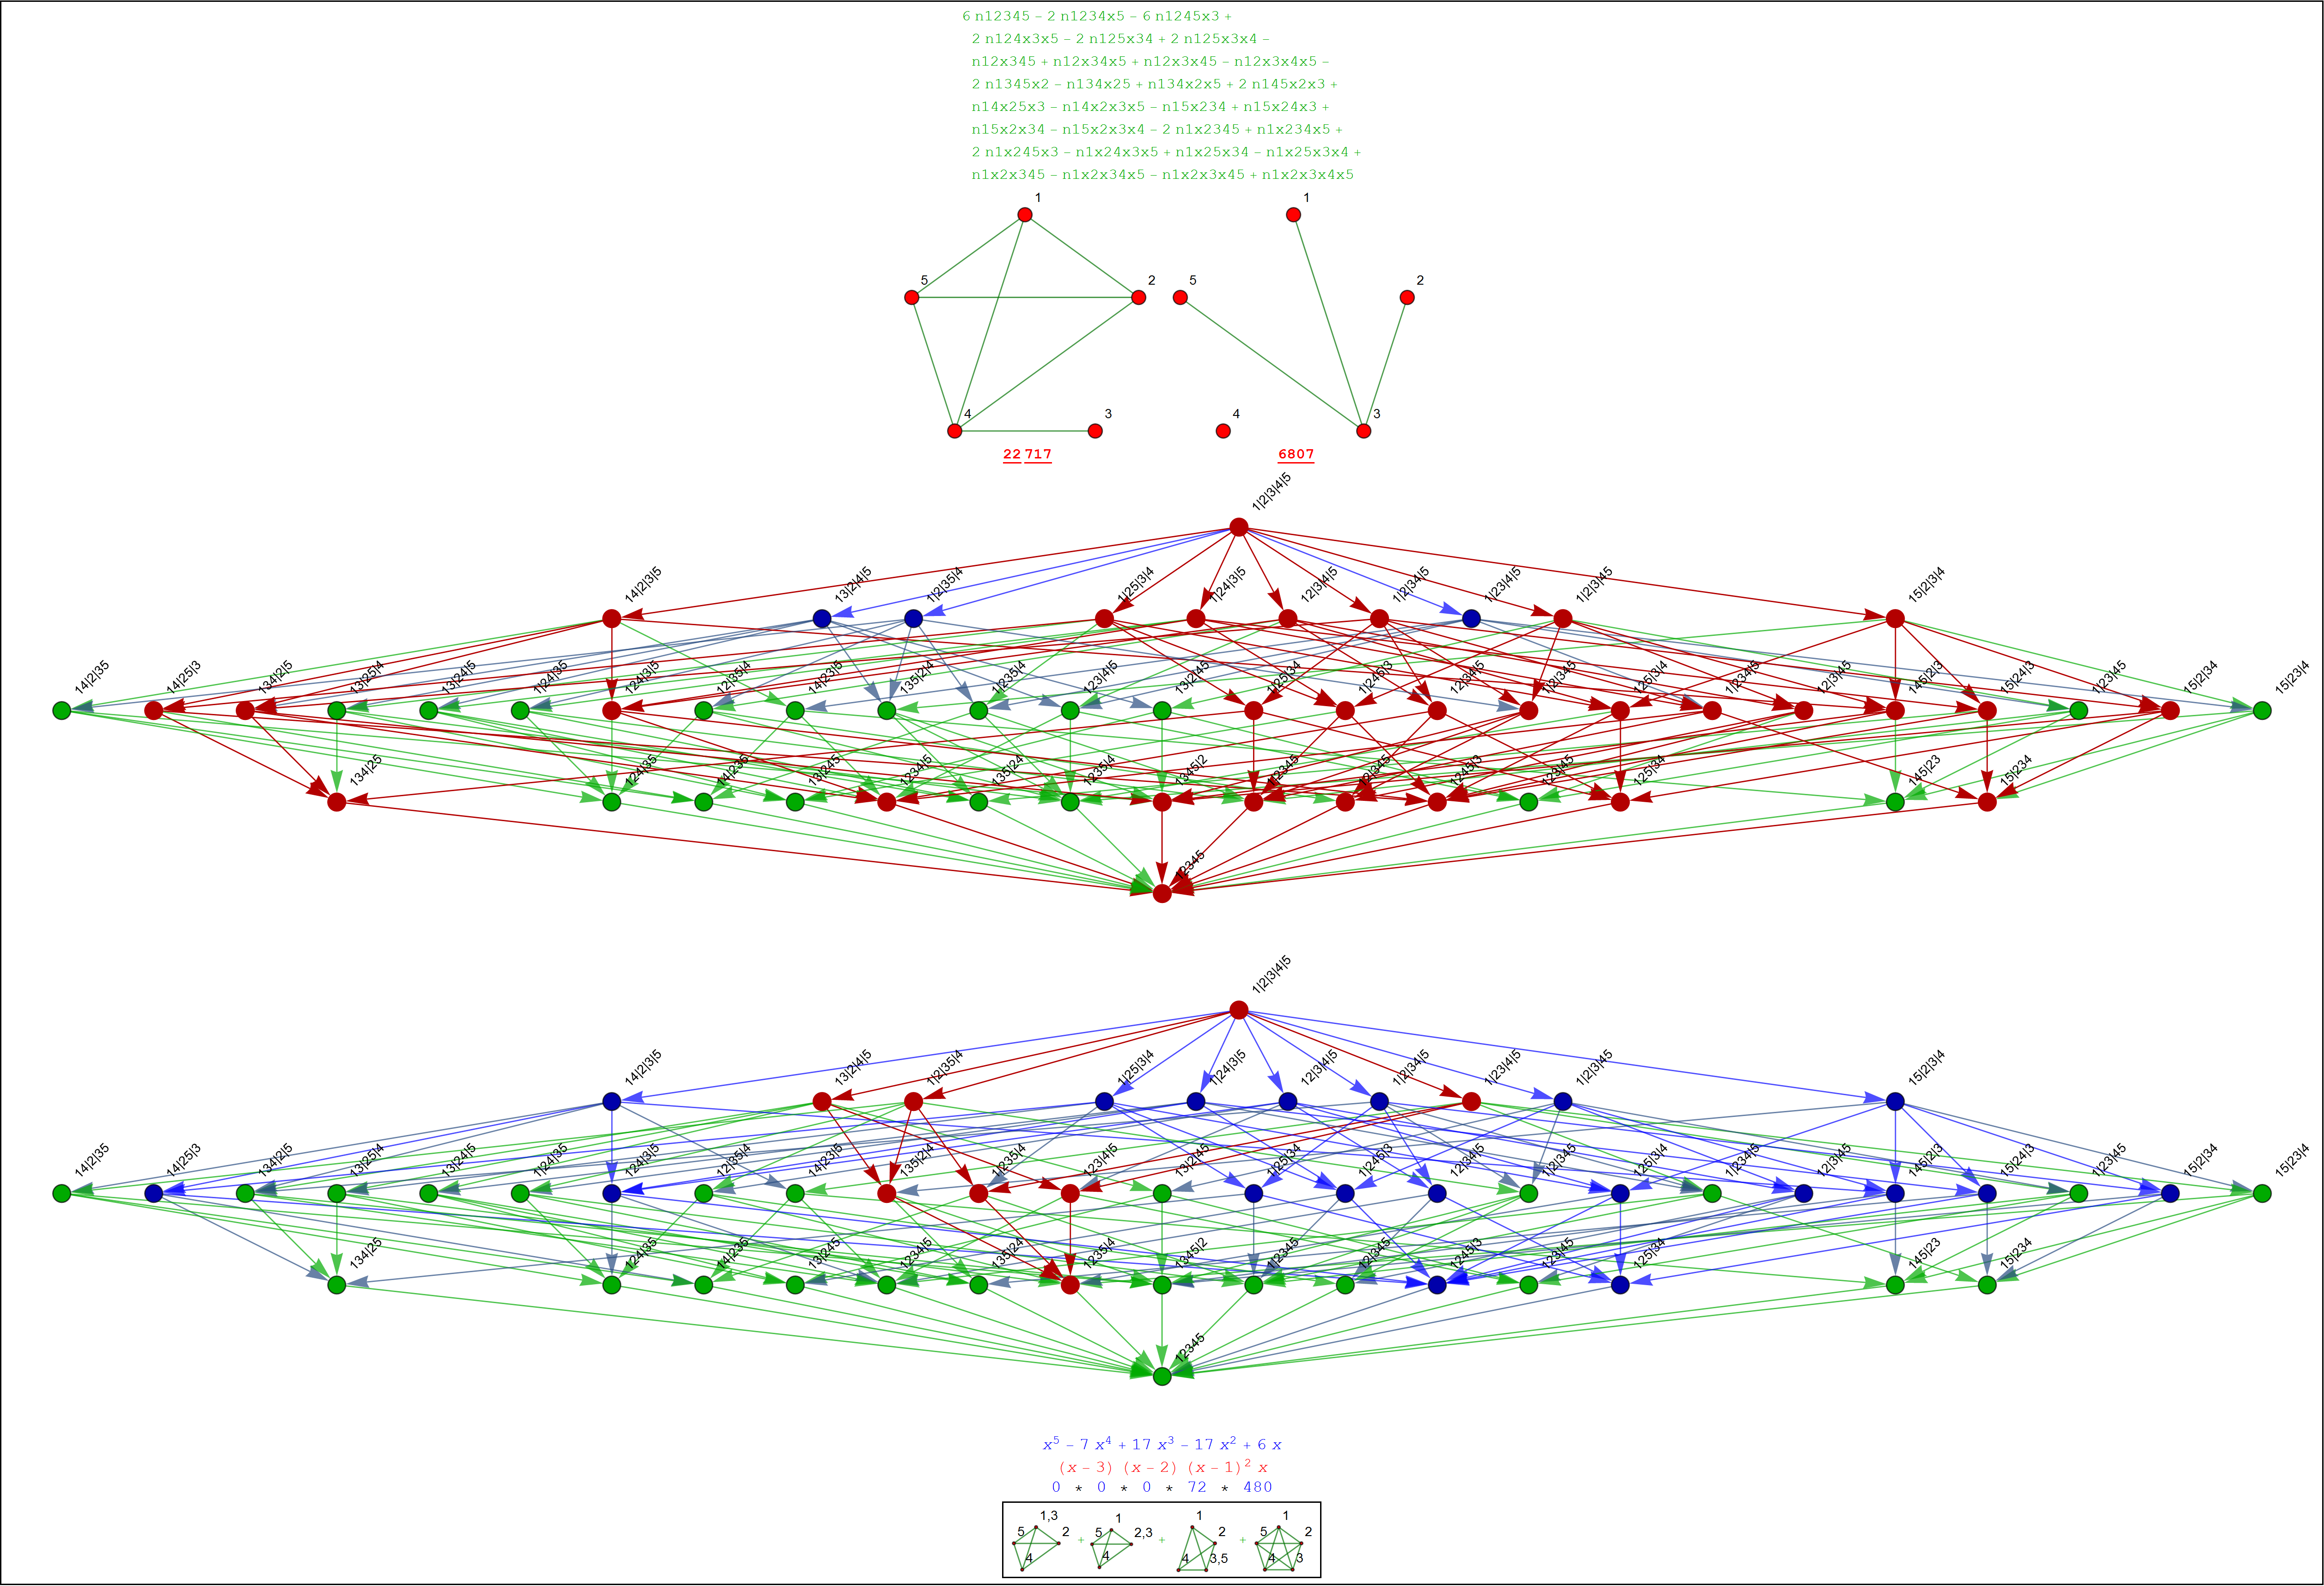 6 n12345 – 2 n1234x5 – 6 n1245x3 +
2 n124x3x5 – 2 n125x34 + 2 n125x3x4 –
n12x345 + n12x34x5 + n12x3x45 – n12x3x4x5 –
2 n1345x2 – n134x25 + n134x2x5 + 2 n145x2x3 +
n14x25x3 – n14x2x3x5 – n15x234 + n15x24x3 +
n15x2x34 – n15x2x3x4 – 2 n1x2345 + n1x234x5 +
2 n1x245x3 – n1x24x3x5 + n1x25x34 – n1x25x3x4 +
n1x2x345 – n1x2x34x5 – n1x2x3x45 + n1x2x3x4x5
1 1
5 2 5 2
4 3 4 3
22 717 6807
1|2|3|4|5
14|2|3|5 13|2|4|5 1|2|35|4 1|25|3|4 1|24|3|5 12|3|4|5 1|2|34|5 1|23|4|5 1|2|3|45 15|2|3|4
14|2|35 14|25|3 134|2|5 13|25|4 13|24|5 1|24|35 124|3|5 12|35|4 14|23|5 135|2|4 1|235|4 123|4|5 13|2|45 1|25|34 1|245|3 12|34|5 1|2|345 125|3|4 1|234|5 12|3|45 145|2|3 15|24|3 1|23|45 15|2|34 15|23|4
134|25 124|35 14|235 13|245 1234|5 135|24 1235|4 1345|2 1|2345 12|345 1245|3 123|45 125|34 145|23 15|234
12345
1|2|3|4|5
14|2|3|5 13|2|4|5 1|2|35|4 1|25|3|4 1|24|3|5 12|3|4|5 1|2|34|5 1|23|4|5 1|2|3|45 15|2|3|4
14|2|35 14|25|3 134|2|5 13|25|4 13|24|5 1|24|35 124|3|5 12|35|4 14|23|5 135|2|4 1|235|4 123|4|5 13|2|45 1|25|34 1|245|3 12|34|5 1|2|345 125|3|4 1|234|5 12|3|45 145|2|3 15|24|3 1|23|45 15|2|34 15|23|4
134|25 124|35 14|235 13|245 1234|5 135|24 1235|4 1345|2 1|2345 12|345 1245|3 123|45 125|34 145|23 15|234
12345
x⁵ – 7 x⁴ + 17 x³ – 17 x² + 6 x
(x – 3) (x – 2) (x – 1)² x
0 * 0 * 0 * 72 * 480
1,3 1 1 1
5 2 + 5 2,3 + 2 + 5 2
4 4 4 3,5 4 3